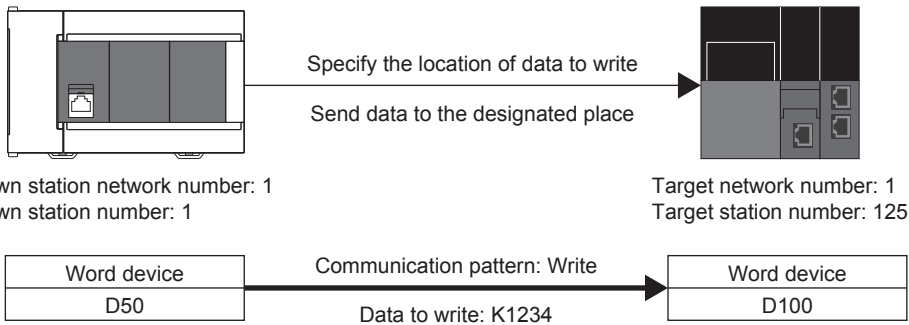 Specify the location of data to write
Send data to the designated place
wn station network number: 1
wn station number: 1
Target network number: 1
Target station number: 125
Word device
D50
Communication pattern: Write
Data to write: K1234
Word device
D100